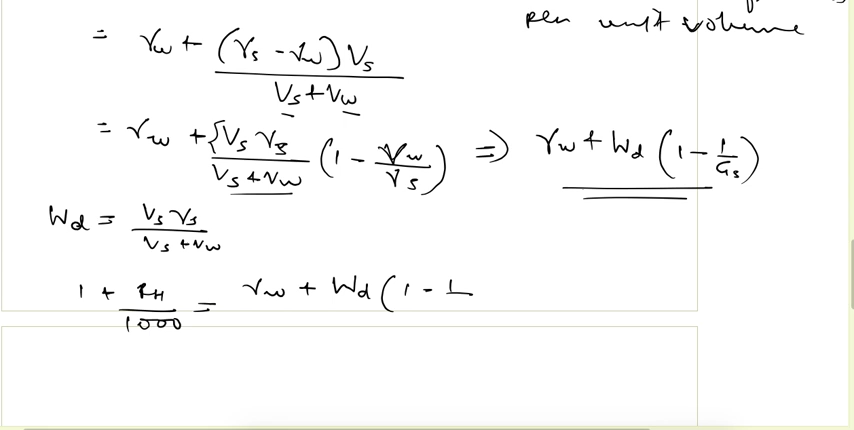 per unit volume
= γw + (γs - γw) Vs / Vs + Vw
= γw + { Vs γs / Vs + Vw (1 - γw / γs) ⇒ γw + Wd (1 - 1/Gs)
Wd = Vs γs / Vs + Vw
1 + RH / 1000 = γw + Wd (1 - 1